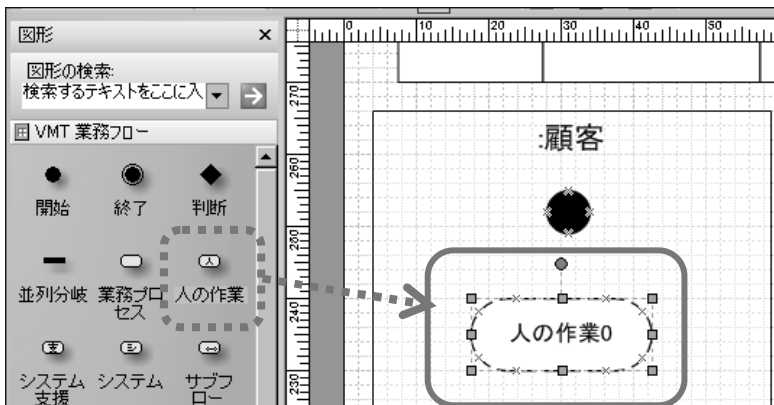 図形
×
図形の検索:
検索するテキストをここに入
VMT 業務フロー
開始
終了
判断
並列分岐
業務プロ
セス
人の作業
システム
支援
システム
サブフ
ロー
0
10
20
30
40
50
270
260
250
240
230
:顧客
人の作業0